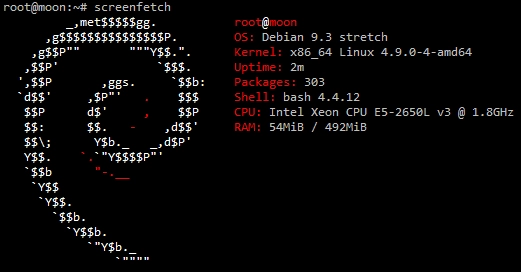 root@moon:~# screenfetch
         _,met$$$$$gg.
      ,g$$$$$$$$$$$$$$$P.
    ,g$$P""       """Y$$.".
   ,$$P'              `$$$.
 ',$$P       ,ggs.     `$$b:
 `d$$'     ,$P"'   .    $$$
  $$P      d$'     ,    $$P
  $$:      $$.   -    ,d$$'
  $$\;      Y$b._   _,d$P'
  Y$$.    `.`"Y$$$$P"'
  `$$b      "-.__
   `Y$$
    `Y$$.
      `$$b.
        `Y$$b.
           `"Y$b._
               `""""
root@moon
OS: Debian 9.3 stretch
Kernel: x86_64 Linux 4.9.0-4-amd64
Uptime: 2m
Packages: 303
Shell: bash 4.4.12
CPU: Intel Xeon CPU E5-2650L v3 @ 1.8GHz
RAM: 54MiB / 492MiB